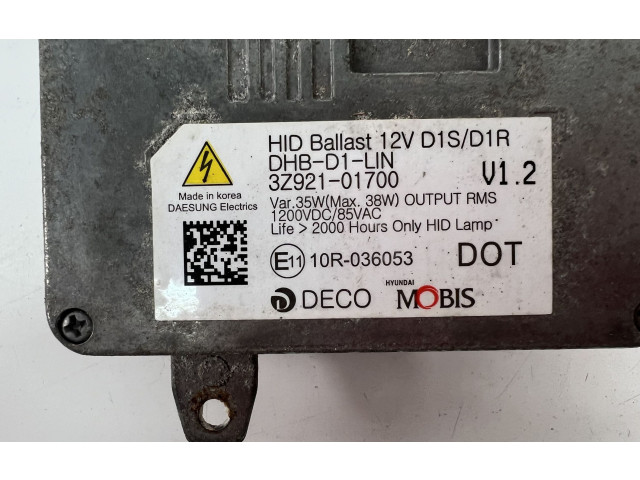 HID Ballast 12V D1S/D1R
DHB-D1-LIN
3Z921-01700 V1.2
Var.35W(Max. 38W) OUTPUT RMS
1200VDC/85VAC
Life > 2000 Hours Only HID Lamp
Made in korea
DAESUNG Electrics
E11 10R-036053 DOT
DECO HYUNDAI MOBIS